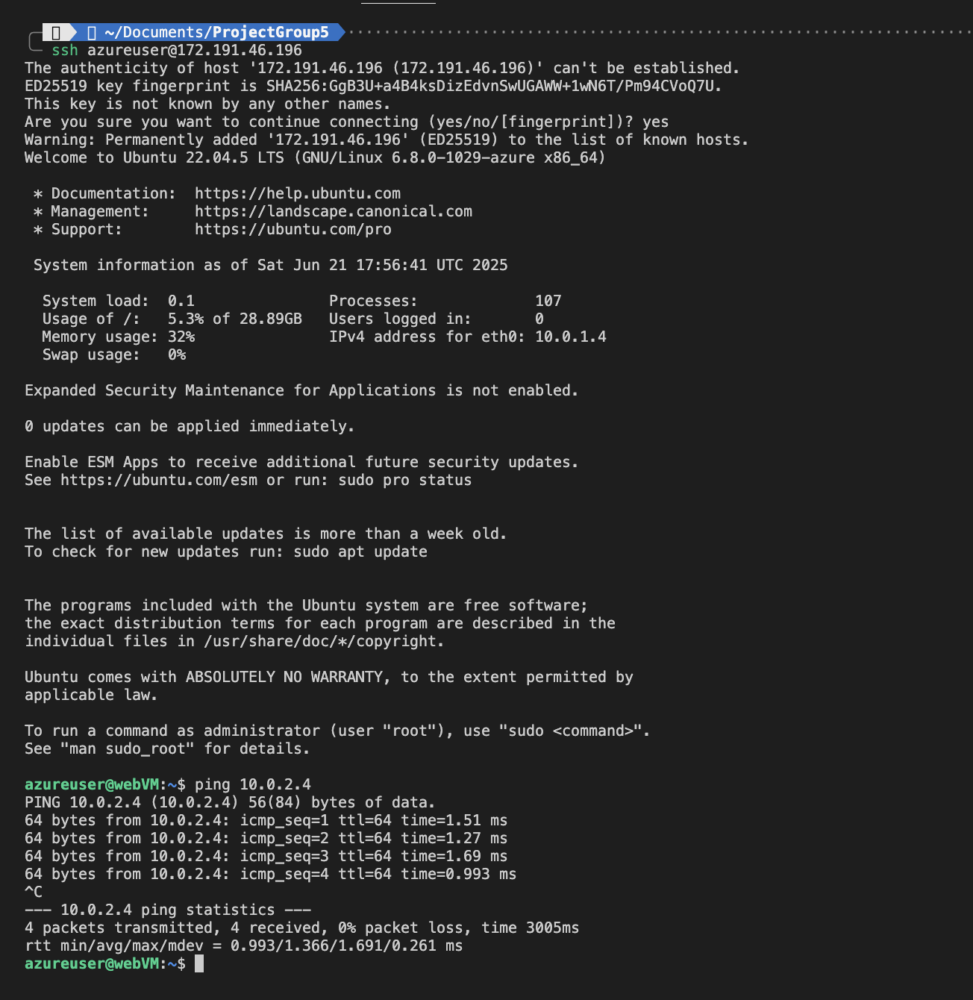 ~/Documents/ProjectGroup5
ssh azureuser@172.191.46.196
The authenticity of host '172.191.46.196 (172.191.46.196)' can't be established.
ED25519 key fingerprint is SHA256:GgB3U+a4B4ksDizEdvnSwUGAWW+1wN6T/Pm94CVoQ7U.
This key is not known by any other names.
Are you sure you want to continue connecting (yes/no/[fingerprint])? yes
Warning: Permanently added '172.191.46.196' (ED25519) to the list of known hosts.
Welcome to Ubuntu 22.04.5 LTS (GNU/Linux 6.8.0-1029-azure x86_64)
* Documentation:  https://help.ubuntu.com
* Management:     https://landscape.canonical.com
* Support:        https://ubuntu.com/pro
System information as of Sat Jun 21 17:56:41 UTC 2025
System load:  0.1               Processes:             107
Usage of /:   5.3% of 28.89GB   Users logged in:       0
Memory usage: 32%               IPv4 address for eth0: 10.0.1.4
Swap usage:   0%
Expanded Security Maintenance for Applications is not enabled.
0 updates can be applied immediately.
Enable ESM Apps to receive additional future security updates.
See https://ubuntu.com/esm or run: sudo pro status
The list of available updates is more than a week old.
To check for new updates run: sudo apt update
The programs included with the Ubuntu system are free software;
the exact distribution terms for each program are described in the
individual files in /usr/share/doc/*/copyright.
Ubuntu comes with ABSOLUTELY NO WARRANTY, to the extent permitted by
applicable law.
To run a command as administrator (user "root"), use "sudo <command>".
See "man sudo_root" for details.
azureuser@webVM:~$ ping 10.0.2.4
PING 10.0.2.4 (10.0.2.4) 56(84) bytes of data.
64 bytes from 10.0.2.4: icmp_seq=1 ttl=64 time=1.51 ms
64 bytes from 10.0.2.4: icmp_seq=2 ttl=64 time=1.27 ms
64 bytes from 10.0.2.4: icmp_seq=3 ttl=64 time=1.69 ms
64 bytes from 10.0.2.4: icmp_seq=4 ttl=64 time=0.993 ms
^C
--- 10.0.2.4 ping statistics ---
4 packets transmitted, 4 received, 0% packet loss, time 3005ms
rtt min/avg/max/mdev = 0.993/1.366/1.691/0.261 ms
azureuser@webVM:~$